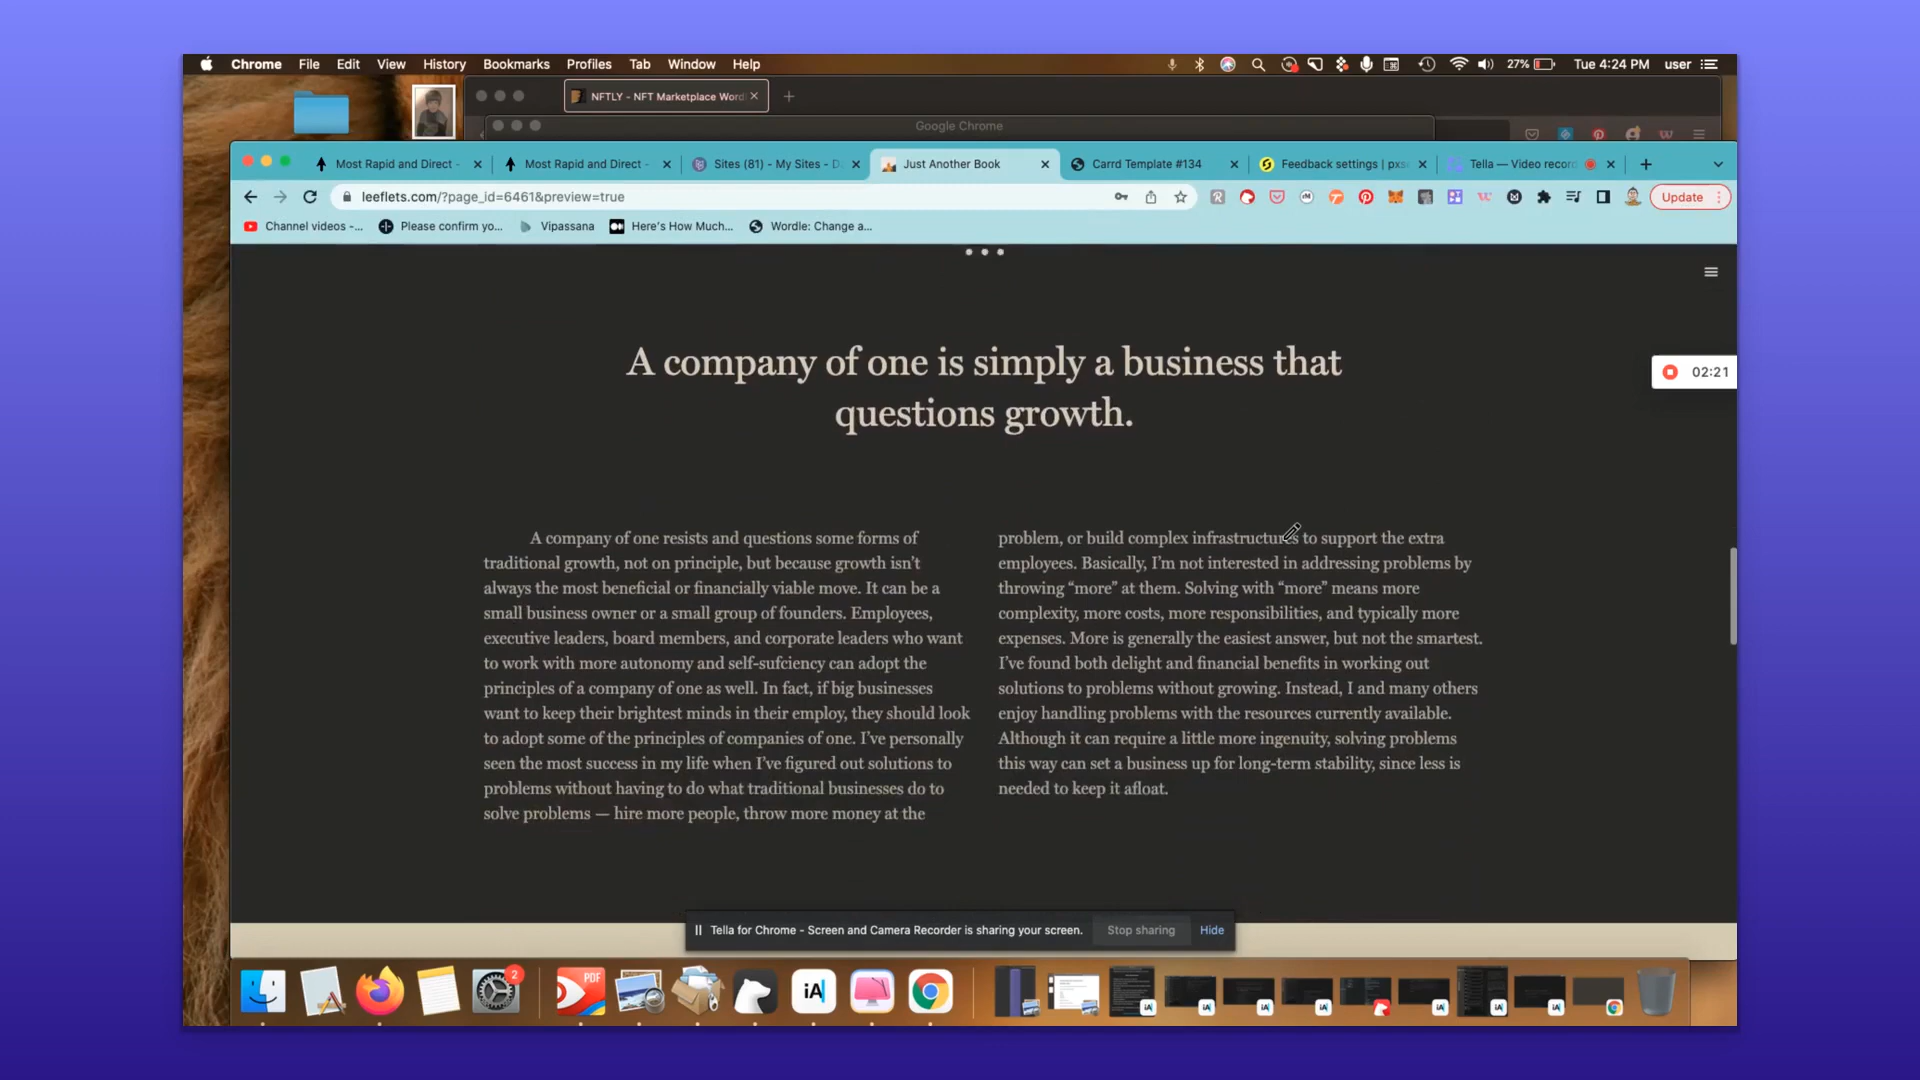 Chrome File Edit View History Bookmarks Profiles Tab Window Help 27% Tue 4:24 PM user
NFTLY - NFT Marketplace Word
Google Chrome
Most Rapid and Direct - Most Rapid and Direct - Sites (81) - My Sites - D Just Another Book Carrd Template #134 Feedback settings | pxs Tella — Video recor
leeflets.com/?page_id=6461&preview=true Update
Channel videos -... Please confirm yo... Vipassana Here's How Much... Wordle: Change a...
A company of one is simply a business that
questions growth.
02:21
A company of one resists and questions some forms of
traditional growth, not on principle, but because growth isn't
always the most beneficial or financially viable move. It can be a
small business owner or a small group of founders. Employees,
executive leaders, board members, and corporate leaders who want
to work with more autonomy and self-sufciency can adopt the
principles of a company of one as well. In fact, if big businesses
want to keep their brightest minds in their employ, they should look
to adopt some of the principles of companies of one. I've personally
seen the most success in my life when I've figured out solutions to
problems without having to do what traditional businesses do to
solve problems — hire more people, throw more money at the
problem, or build complex infrastructures to support the extra
employees. Basically, I'm not interested in addressing problems by
throwing “more” at them. Solving with “more” means more
complexity, more costs, more responsibilities, and typically more
expenses. More is generally the easiest answer, but not the smartest.
I've found both delight and financial benefits in working out
solutions to problems without growing. Instead, I and many others
enjoy handling problems with the resources currently available.
Although it can require a little more ingenuity, solving problems
this way can set a business up for long-term stability, since less is
needed to keep it afloat.
Tella for Chrome - Screen and Camera Recorder is sharing your screen. Stop sharing Hide
2
PDF
iA